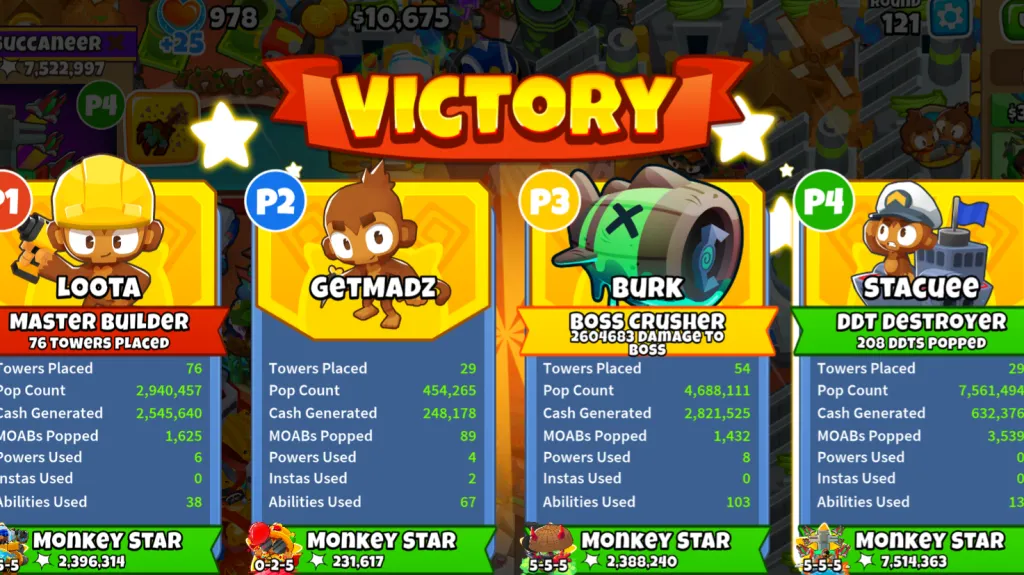 978
+25
$10,675
ROUND
121
BUCCANEER
7,522,997
P4
VICTORY
P1
LOOTA
MASTER BUILDER
76 TOWERS PLACED
Towers Placed 76
Pop Count 2,940,457
Cash Generated 2,545,640
MOABs Popped 1,625
Powers Used 6
Instas Used 0
Abilities Used 38
MONKEY STAR
2,396,314
5-5
P2
GETMADZ
Towers Placed 29
Pop Count 454,265
Cash Generated 248,178
MOABs Popped 89
Powers Used 4
Instas Used 2
Abilities Used 67
MONKEY STAR
231,617
0-2-5
P3
BURK
BOSS CRUSHER
2604683 DAMAGE TO
BOSS
Towers Placed 54
Pop Count 4,688,111
Cash Generated 2,821,525
MOABs Popped 1,432
Powers Used 8
Instas Used 0
Abilities Used 103
MONKEY STAR
2,388,240
5-5-5
P4
STACUEE
DDT DESTROYER
208 DDTS POPPED
Towers Placed 29
Pop Count 7,561,494
Cash Generated 632,376
MOABs Popped 3,539
Powers Used 0
Instas Used 0
Abilities Used 13
MONKEY STAR
7,514,363
5-5-5